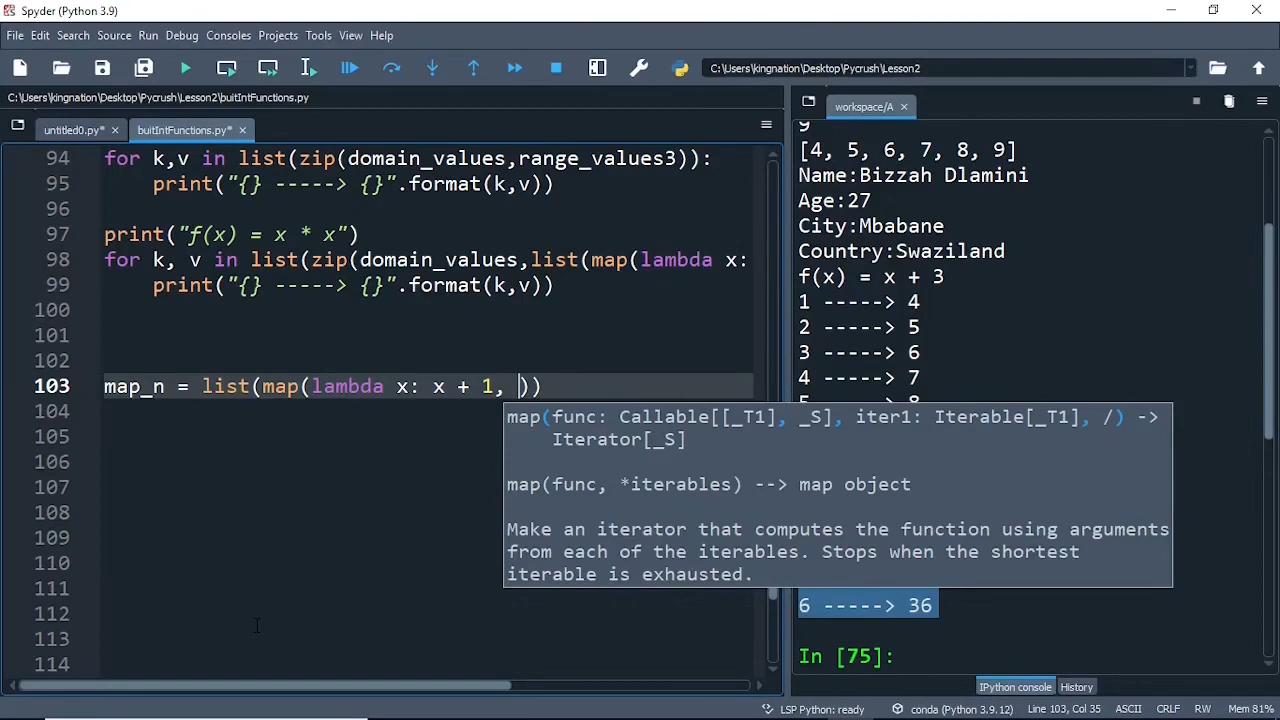 Spyder (Python 3.9)
File Edit Search Source Run Debug Consoles Projects Tools View Help
C:\Users\kingnation\Desktop\Pycrush\Lesson2
C:\Users\kingnation\Desktop\Pycrush\Lesson2\buitIntFunctions.py
untitled0.py*
buitIntFunctions.py*
94 for k,v in list(zip(domain_values,range_values3)):
95 print("{} -----> {}".format(k,v))
96
97 print("f(x) = x * x")
98 for k, v in list(zip(domain_values,list(map(lambda x:
99 print("{} -----> {}".format(k,v))
100
101
102
103 map_n = list(map(lambda x: x + 1, ))
104
105
106
107
108
109
110
111
112
113
114
map(func: Callable[[_T1], _S], iter1: Iterable[_T1], /) ->
Iterator[_S]
map(func, *iterables) --> map object
Make an iterator that computes the function using arguments
from each of the iterables. Stops when the shortest
iterable is exhausted.
workspace/A
9
[4, 5, 6, 7, 8, 9]
Name:Bizzah Dlamini
Age:27
City:Mbabane
Country:Swaziland
f(x) = x + 3
1 -----> 4
2 -----> 5
3 -----> 6
4 -----> 7
5 -----> 8
6 -----> 36
In [75]:
IPython console History
LSP Python: ready conda (Python 3.9.12) Line 103, Col 35 ASCII CRLF RW Mem 81%